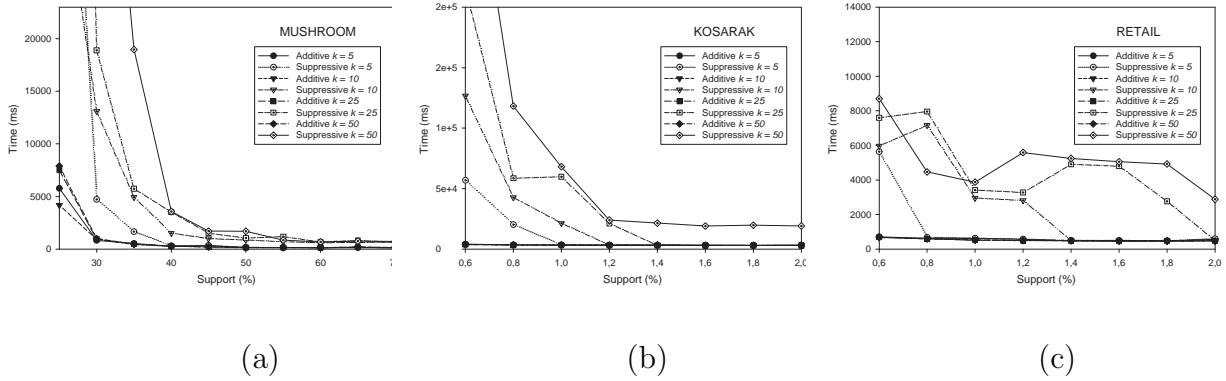 MUSHROOM
Time (ms)
20000
15000
10000
5000
0
30
40
50
60
7
Support (%)
Additive k = 5
Suppressive k = 5
Additive k = 10
Suppressive k = 10
Additive k = 25
Suppressive k = 25
Additive k = 50
Suppressive k = 50
(a)
KOSARAK
Time (ms)
2e+5
2e+5
1e+5
5e+4
0
0,6
0,8
1,0
1,2
1,4
1,6
1,8
2,0
Support (%)
Additive k = 5
Suppressive k = 5
Additive k = 10
Suppressive k = 10
Additive k = 25
Suppressive k = 25
Additive k = 50
Suppressive k = 50
(b)
RETAIL
Time (ms)
14000
12000
10000
8000
6000
4000
2000
0
0,6
0,8
1,0
1,2
1,4
1,6
1,8
2,0
Support (%)
Additive k = 5
Suppressive k = 5
Additive k = 10
Suppressive k = 10
Additive k = 25
Suppressive k = 25
Additive k = 50
Suppressive k = 50
(c)